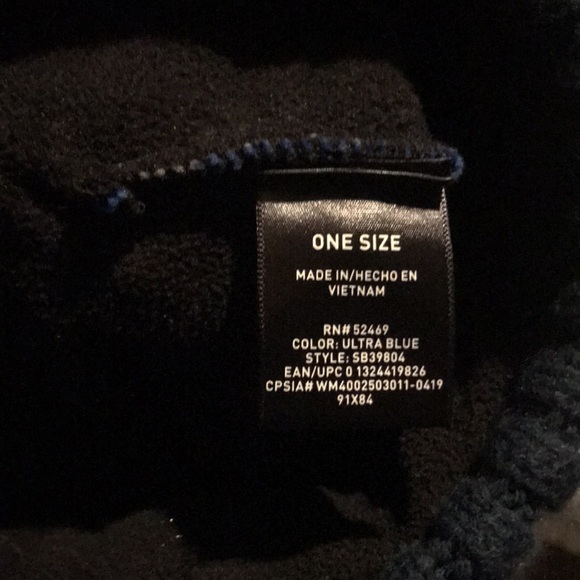 ONE SIZE
MADE IN/HECHO EN
VIETNAM
RN# 52469
COLOR: ULTRA BLUE
STYLE: SB39804
EAN/UPC 0 1324419826
CPSIA# WM4002503011-0419
91X84